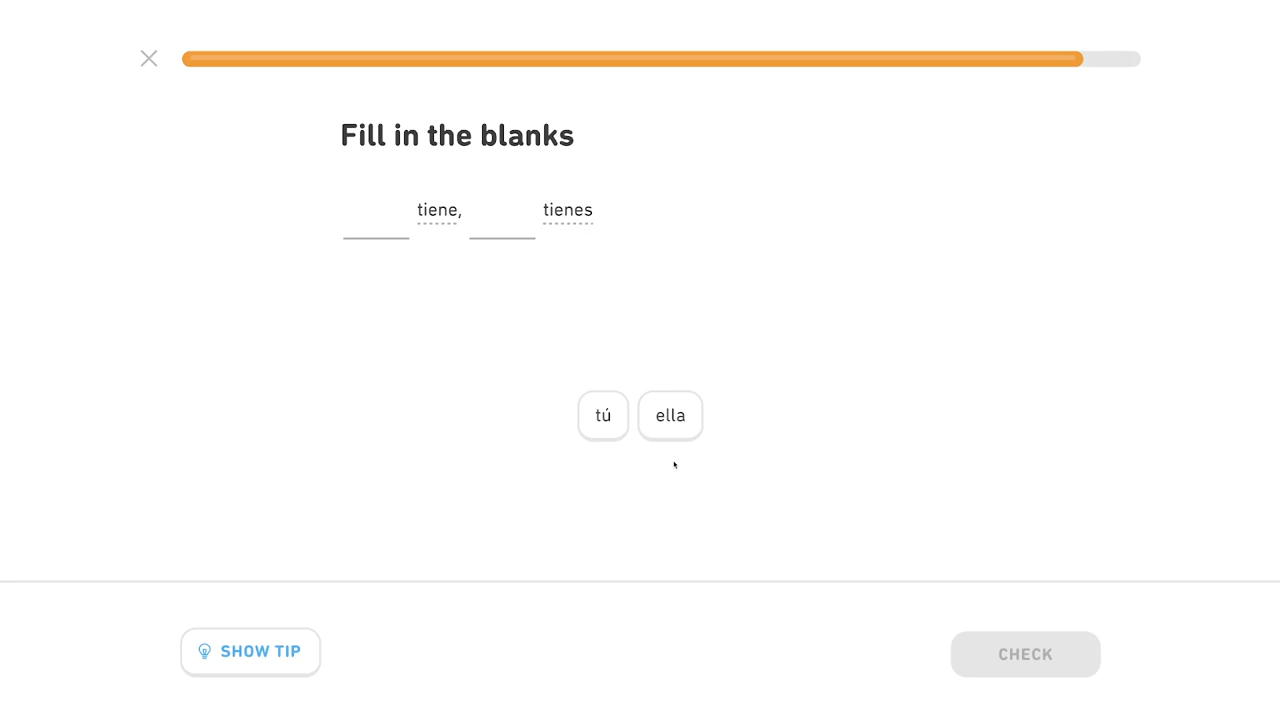 Fill in the blanks
tiene, tienes
tú ella
SHOW TIP CHECK